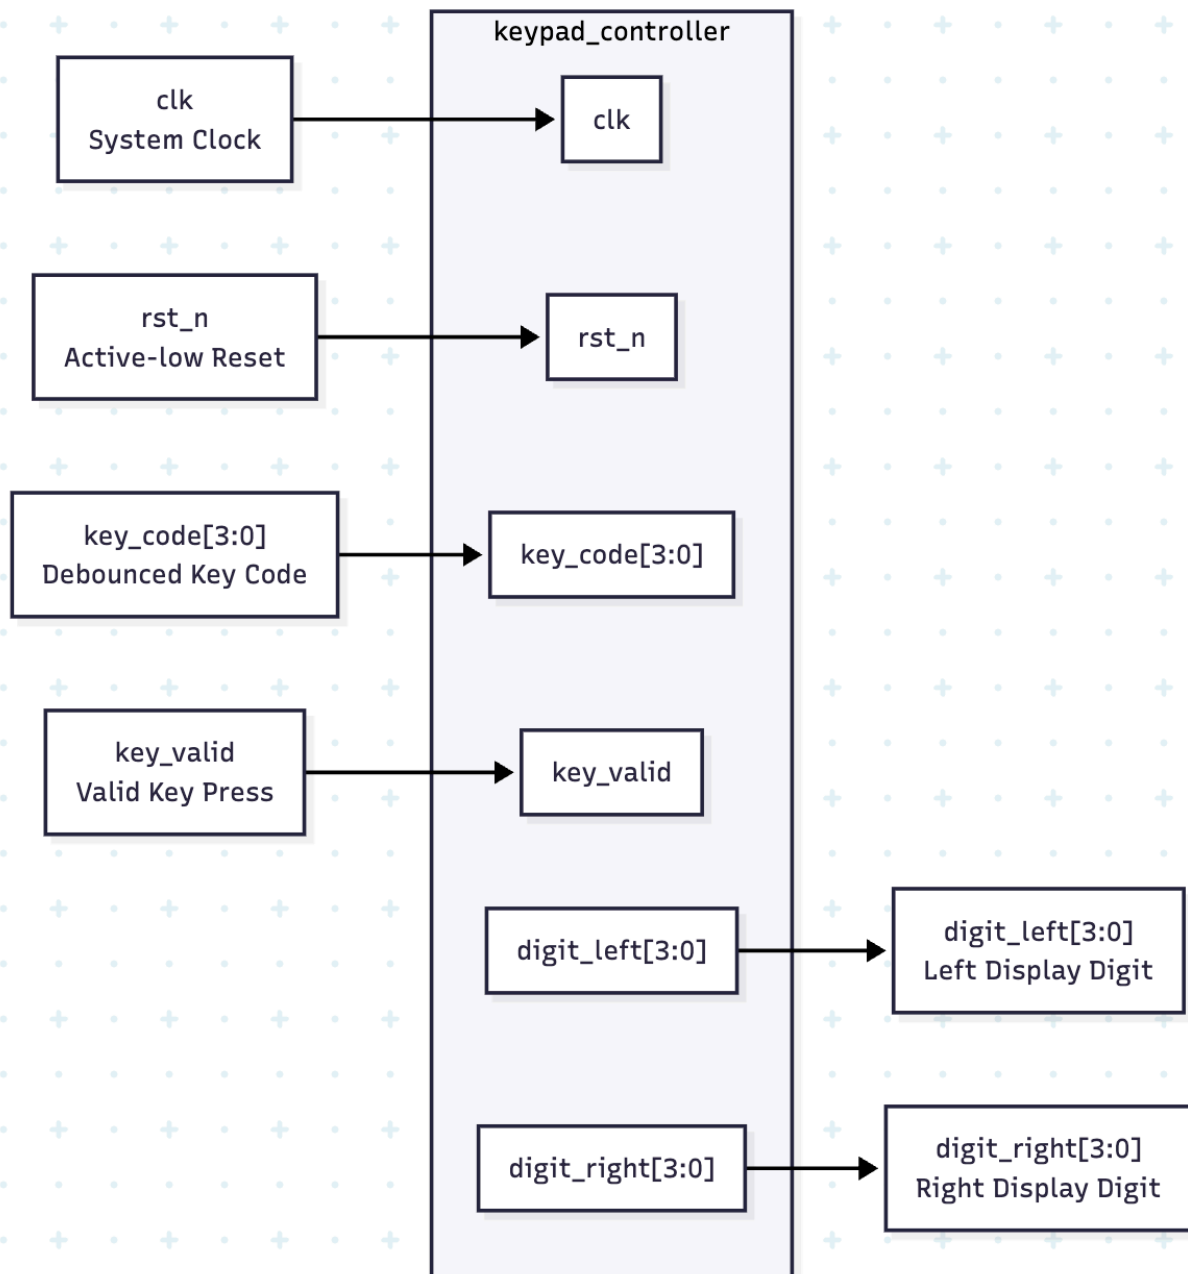 keypad_controller
clk
System Clock
clk
rst_n
Active-low Reset
rst_n
key_code[3:0]
Debounced Key Code
key_code[3:0]
key_valid
Valid Key Press
key_valid
digit_left[3:0]
digit_left[3:0]
Left Display Digit
digit_right[3:0]
digit_right[3:0]
Right Display Digit